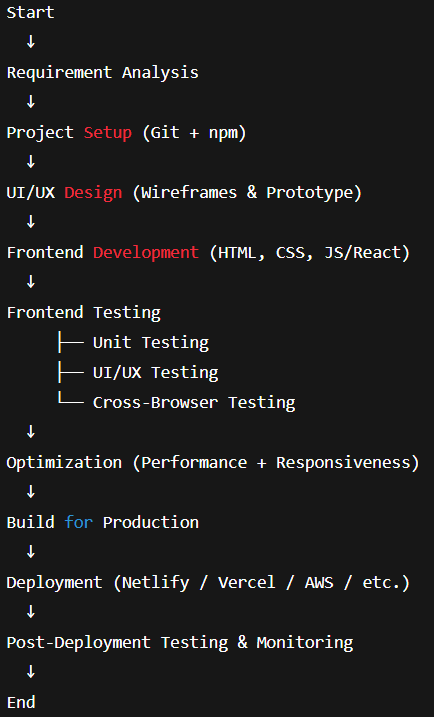 Start
↓
Requirement Analysis
↓
Project Setup (Git + npm)
↓
UI/UX Design (Wireframes & Prototype)
↓
Frontend Development (HTML, CSS, JS/React)
↓
Frontend Testing
├── Unit Testing
├── UI/UX Testing
└── Cross-Browser Testing
↓
Optimization (Performance + Responsiveness)
↓
Build for Production
↓
Deployment (Netlify / Vercel / AWS / etc.)
↓
Post-Deployment Testing & Monitoring
↓
End